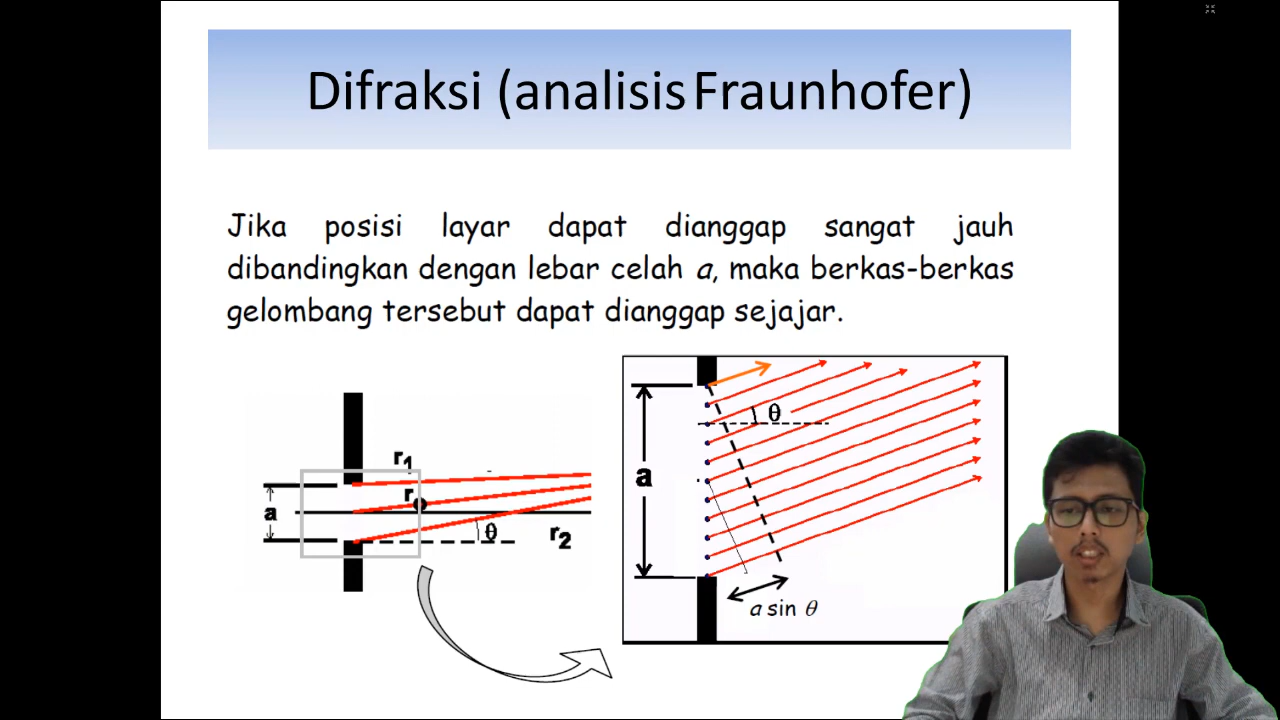 Difraksi (analisis Fraunhofer)
Jika posisi layar dapat dianggap sangat jauh
dibandingkan dengan lebar celah a, maka berkas-berkas
gelombang tersebut dapat dianggap sejajar.
r1
r
a
θ
r2
θ
a
a sin θ